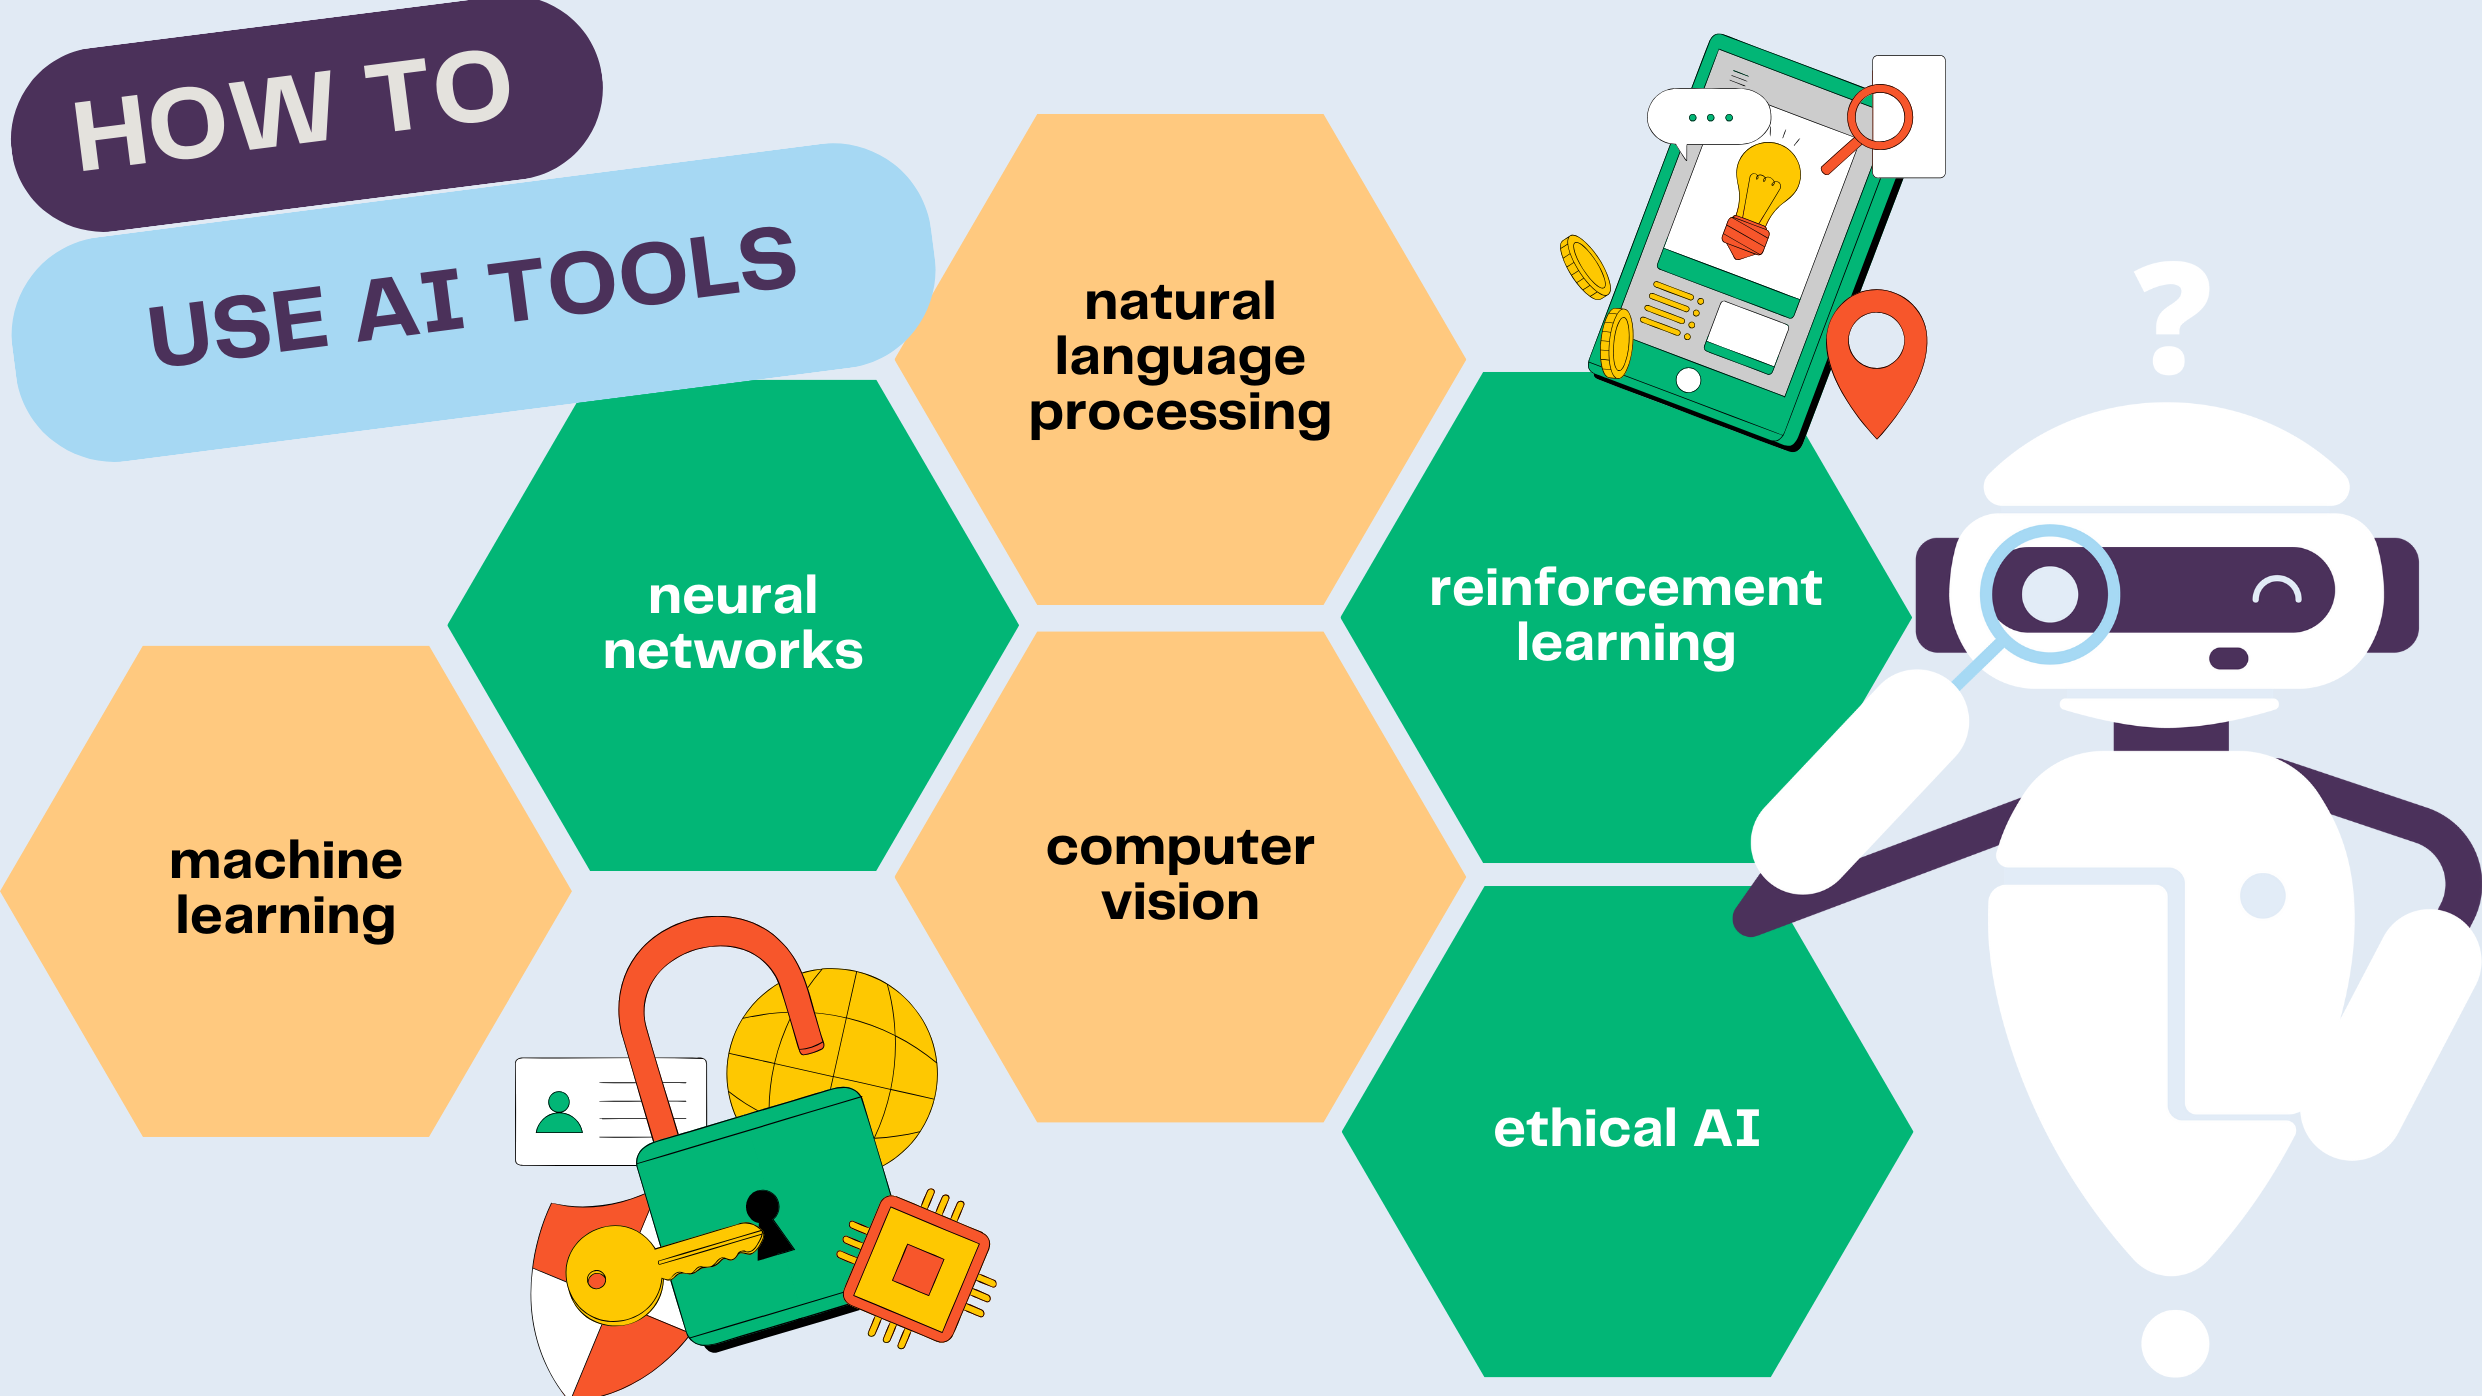 HOW TO
USE AI TOOLS
natural
language
processing
neural
networks
reinforcement
learning
machine
learning
computer
vision
ethical AI
?